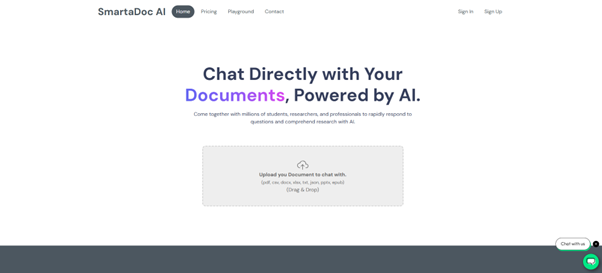 SmartaDoc AI
Home
Pricing
Playground
Contact
Sign In
Sign Up
Chat Directly with Your
Documents, Powered by AI.
Come together with millions of students, researchers, and professionals to rapidly respond to
questions and comprehend research with AI.
Upload you Document to chat with.
(pdf, csv, docx, xlsx, txt, json, pptx, epub)
(Drag & Drop)
Chat with us